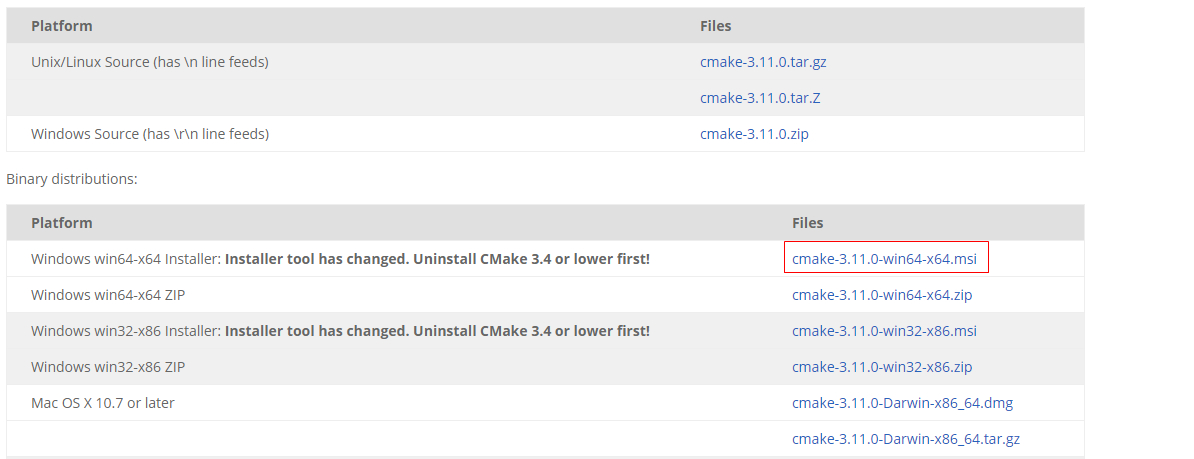 Platform Files
Unix/Linux Source (has \n line feeds) cmake-3.11.0.tar.gz
cmake-3.11.0.tar.Z
Windows Source (has \r\n line feeds) cmake-3.11.0.zip
Binary distributions:
Platform Files
Windows win64-x64 Installer: Installer tool has changed. Uninstall CMake 3.4 or lower first! cmake-3.11.0-win64-x64.msi
Windows win64-x64 ZIP cmake-3.11.0-win64-x64.zip
Windows win32-x86 Installer: Installer tool has changed. Uninstall CMake 3.4 or lower first! cmake-3.11.0-win32-x86.msi
Windows win32-x86 ZIP cmake-3.11.0-win32-x86.zip
Mac OS X 10.7 or later cmake-3.11.0-Darwin-x86_64.dmg
cmake-3.11.0-Darwin-x86_64.tar.gz